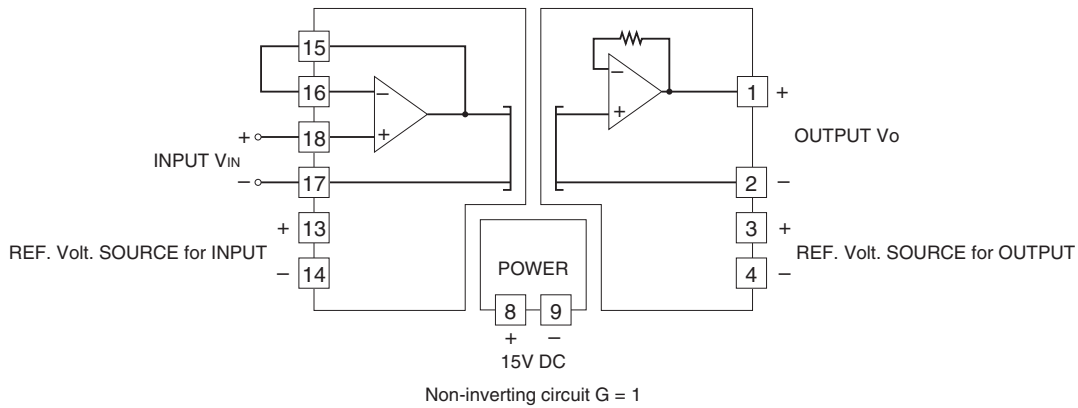 15
16
18
17
13
14
+
INPUT VIN
−
+
REF. Volt. SOURCE for INPUT
−
−
+
−
+
1 +
OUTPUT Vo
2 −
3 +
REF. Volt. SOURCE for OUTPUT
4 −
POWER
8 9
+ −
15V DC
Non-inverting circuit G = 1